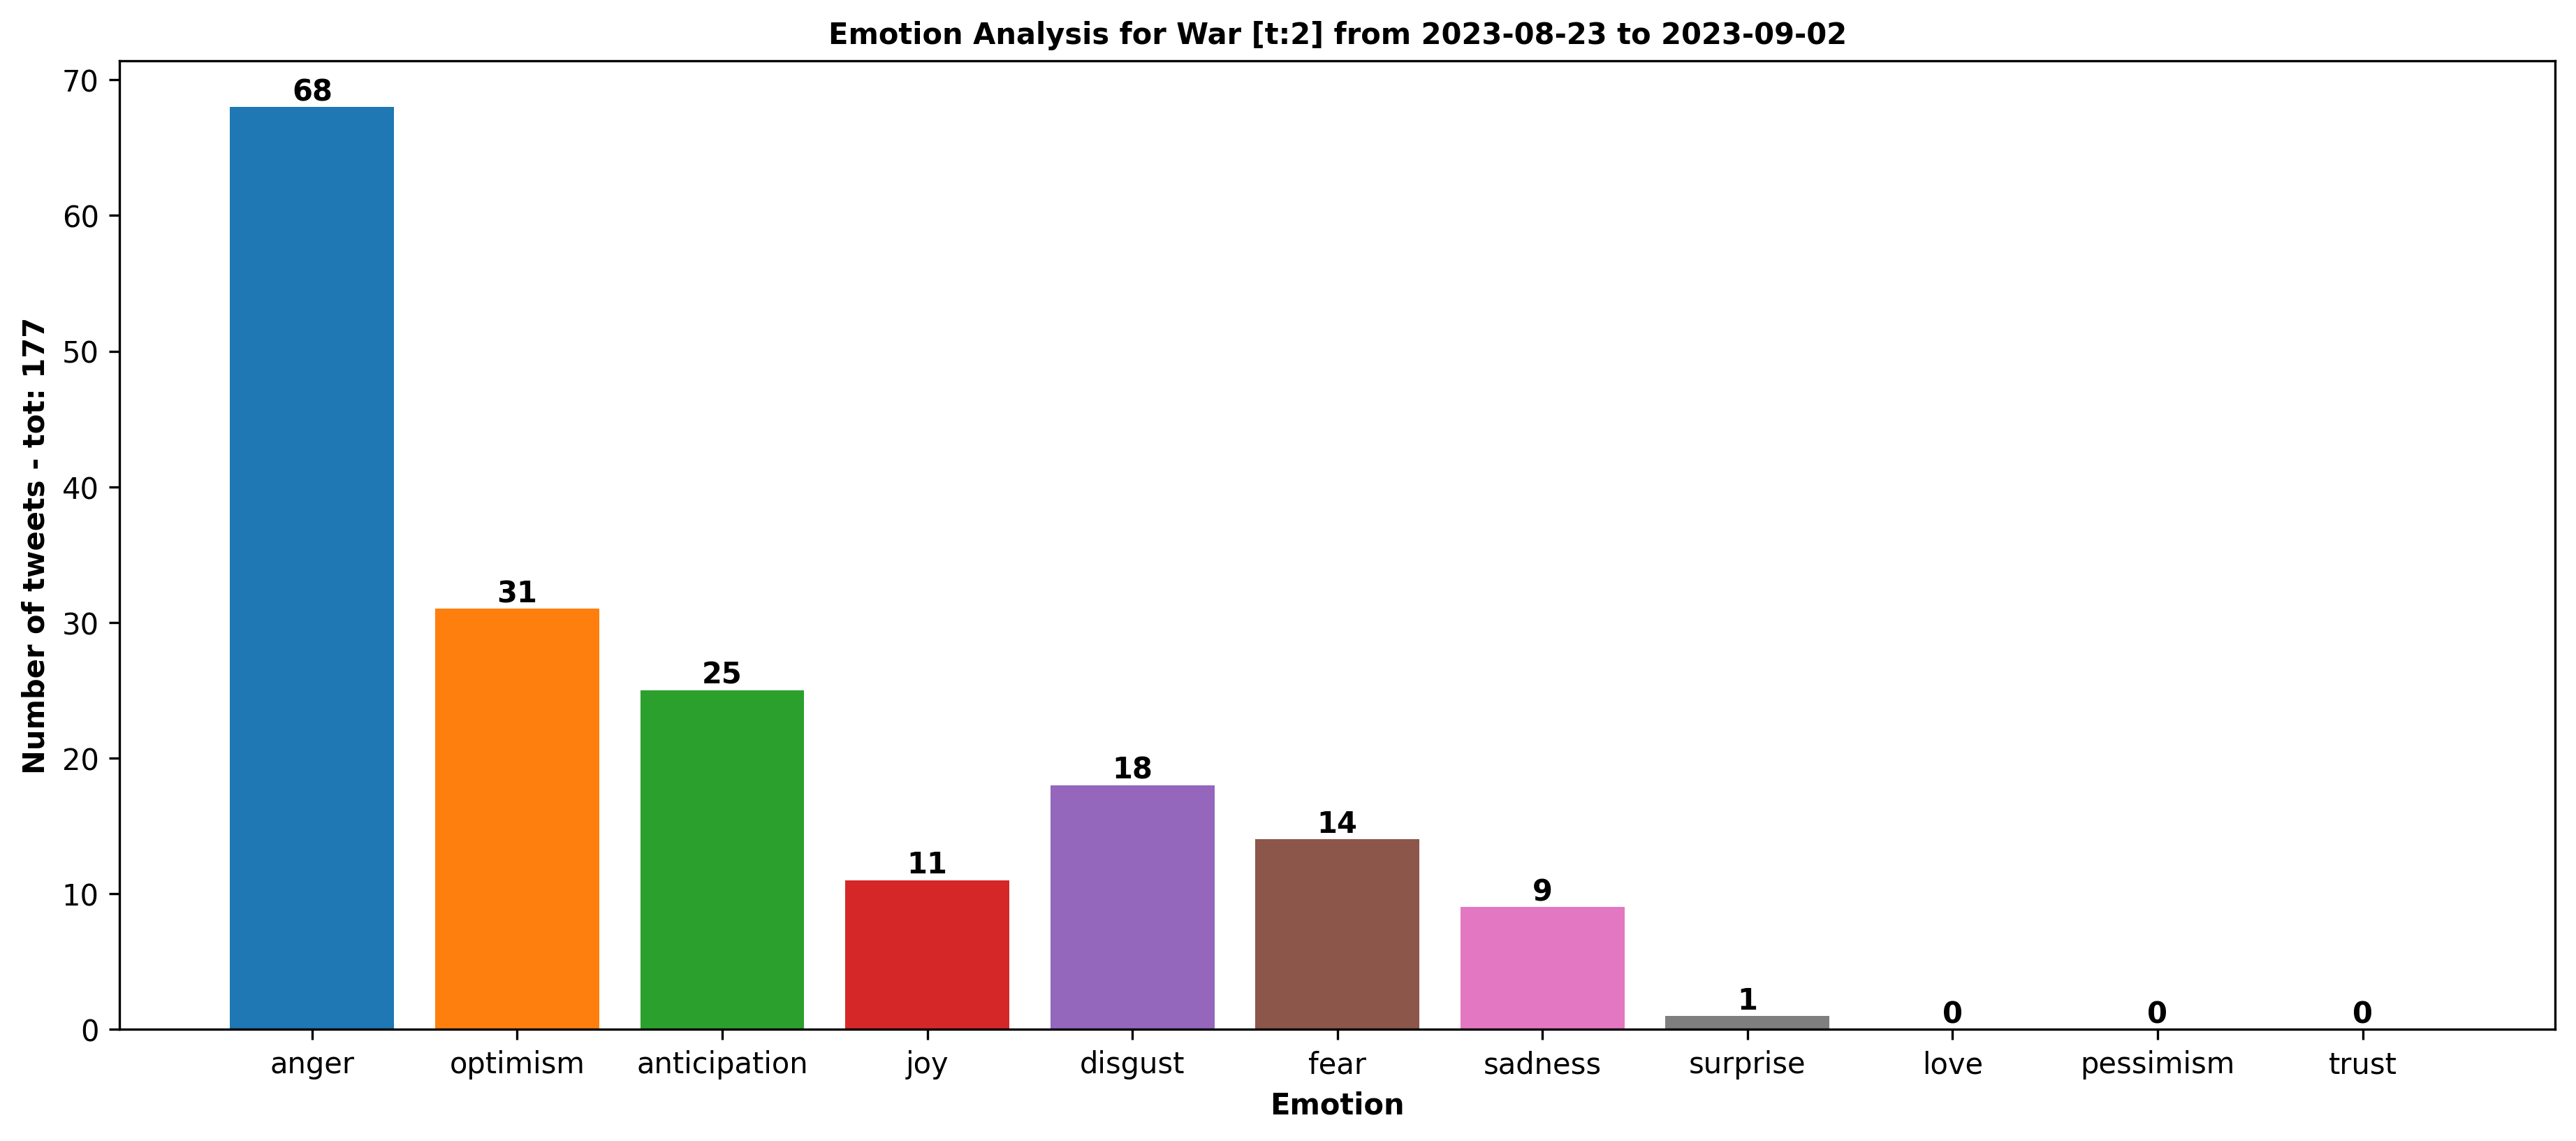 Emotion Analysis for War [t:2] from 2023-08-23 to 2023-09-02
Number of tweets - tot: 177
70
60
50
40
30
20
10
0
68
31
25
11
18
14
9
1
0
0
0
anger
optimism
anticipation
joy
disgust
fear
sadness
surprise
love
pessimism
trust
Emotion